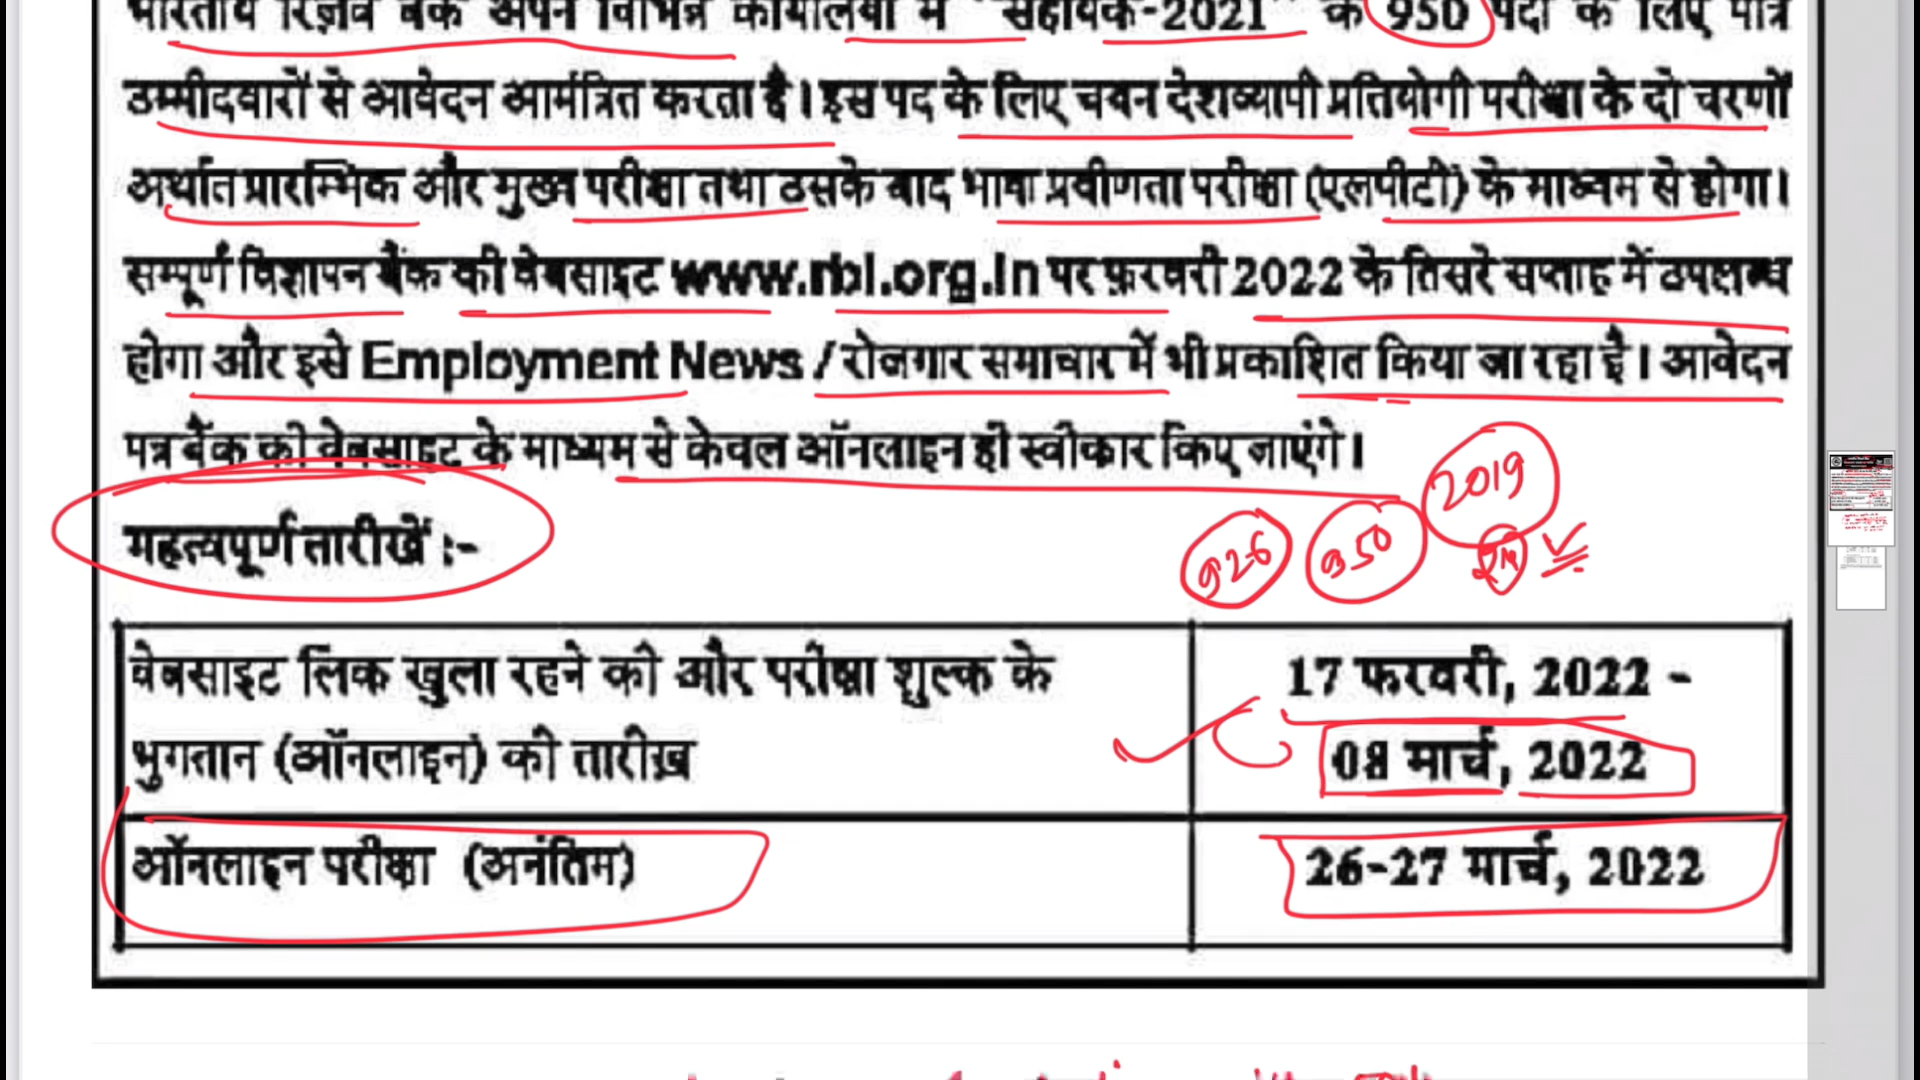 भारतीय रिज़र्व बैंक अपने विभिन्न कार्यालयों में "सहायक-2021" के 950 पदों के लिए पात्र
उम्मीदवारों से आवेदन आमंत्रित करता है। इस पद के लिए चयन देशव्यापी प्रतियोगी परीक्षा के दो चरणों
अर्थात प्रारम्भिक और मुख्य परीक्षा तथा उसके बाद भाषा प्रवीणता परीक्षा (एलपीटी) के माध्यम से होगा।
सम्पूर्ण विज्ञापन बैंक की वेबसाइट www.rbi.org.in पर फ़रवरी 2022 के तिसरे सप्ताह में उपलब्ध
होगा और इसे Employment News / रोजगार समाचार में भी प्रकाशित किया जा रहा है। आवेदन
पत्र बैंक की वेबसाइट के माध्यम से केवल ऑनलाइन ही स्वीकार किए जाएंगे।
2019
926 950
महत्वपूर्ण तारीखें :-
वेबसाइट लिंक खुला रहने की और परीक्षा शुल्क के 17 फरवरी, 2022 -
भुगतान (ऑनलाइन) की तारीख़ 08 मार्च, 2022
ऑनलाइन परीक्षा (अनंतिम) 26-27 मार्च, 2022